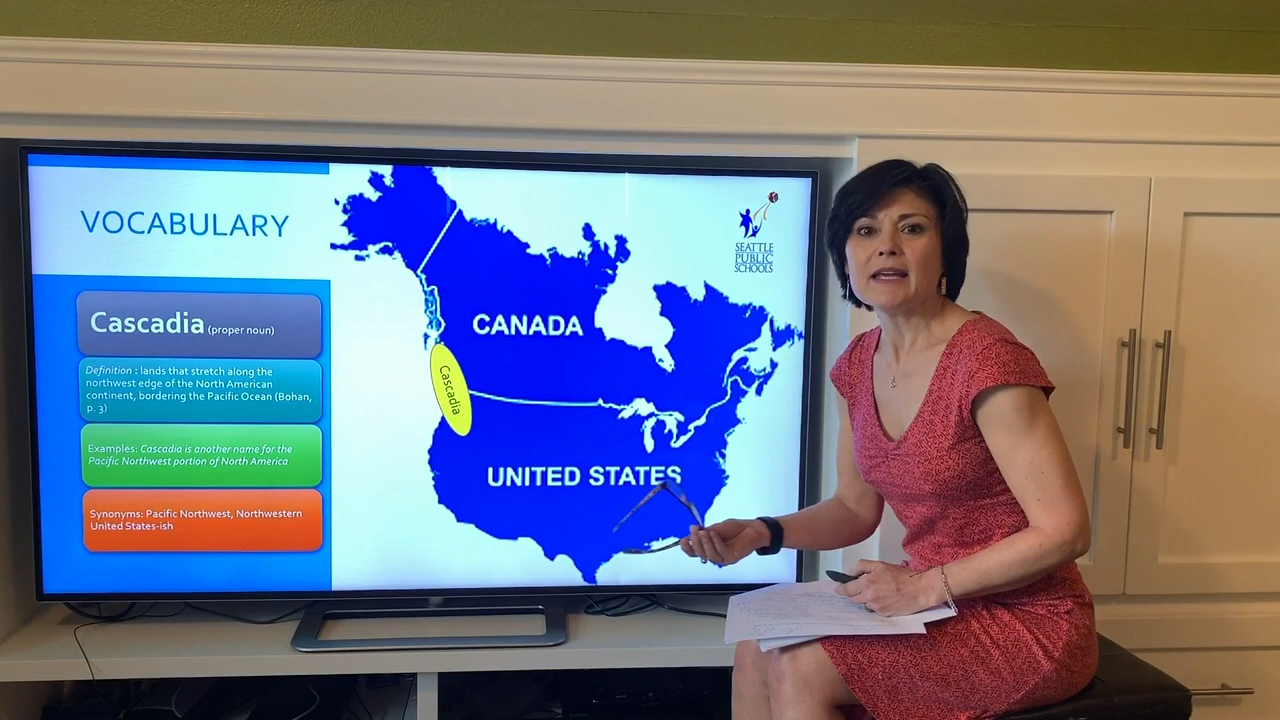 VOCABULARY
Cascadia (proper noun)
Definition : lands that stretch along the
northwest edge of the North American
continent, bordering the Pacific Ocean (Bohan,
p. 3)
Examples: Cascadia is another name for the
Pacific Northwest portion of North America
Synonyms: Pacific Northwest, Northwestern
United States-ish
CANADA
Cascadia
UNITED STATES
SEATTLE
PUBLIC
SCHOOLS